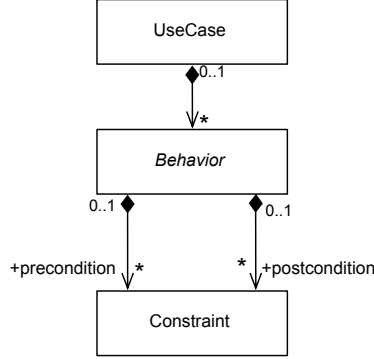 UseCase
0..1
*
Behavior
0..1 0..1
+precondition * * +postcondition
Constraint